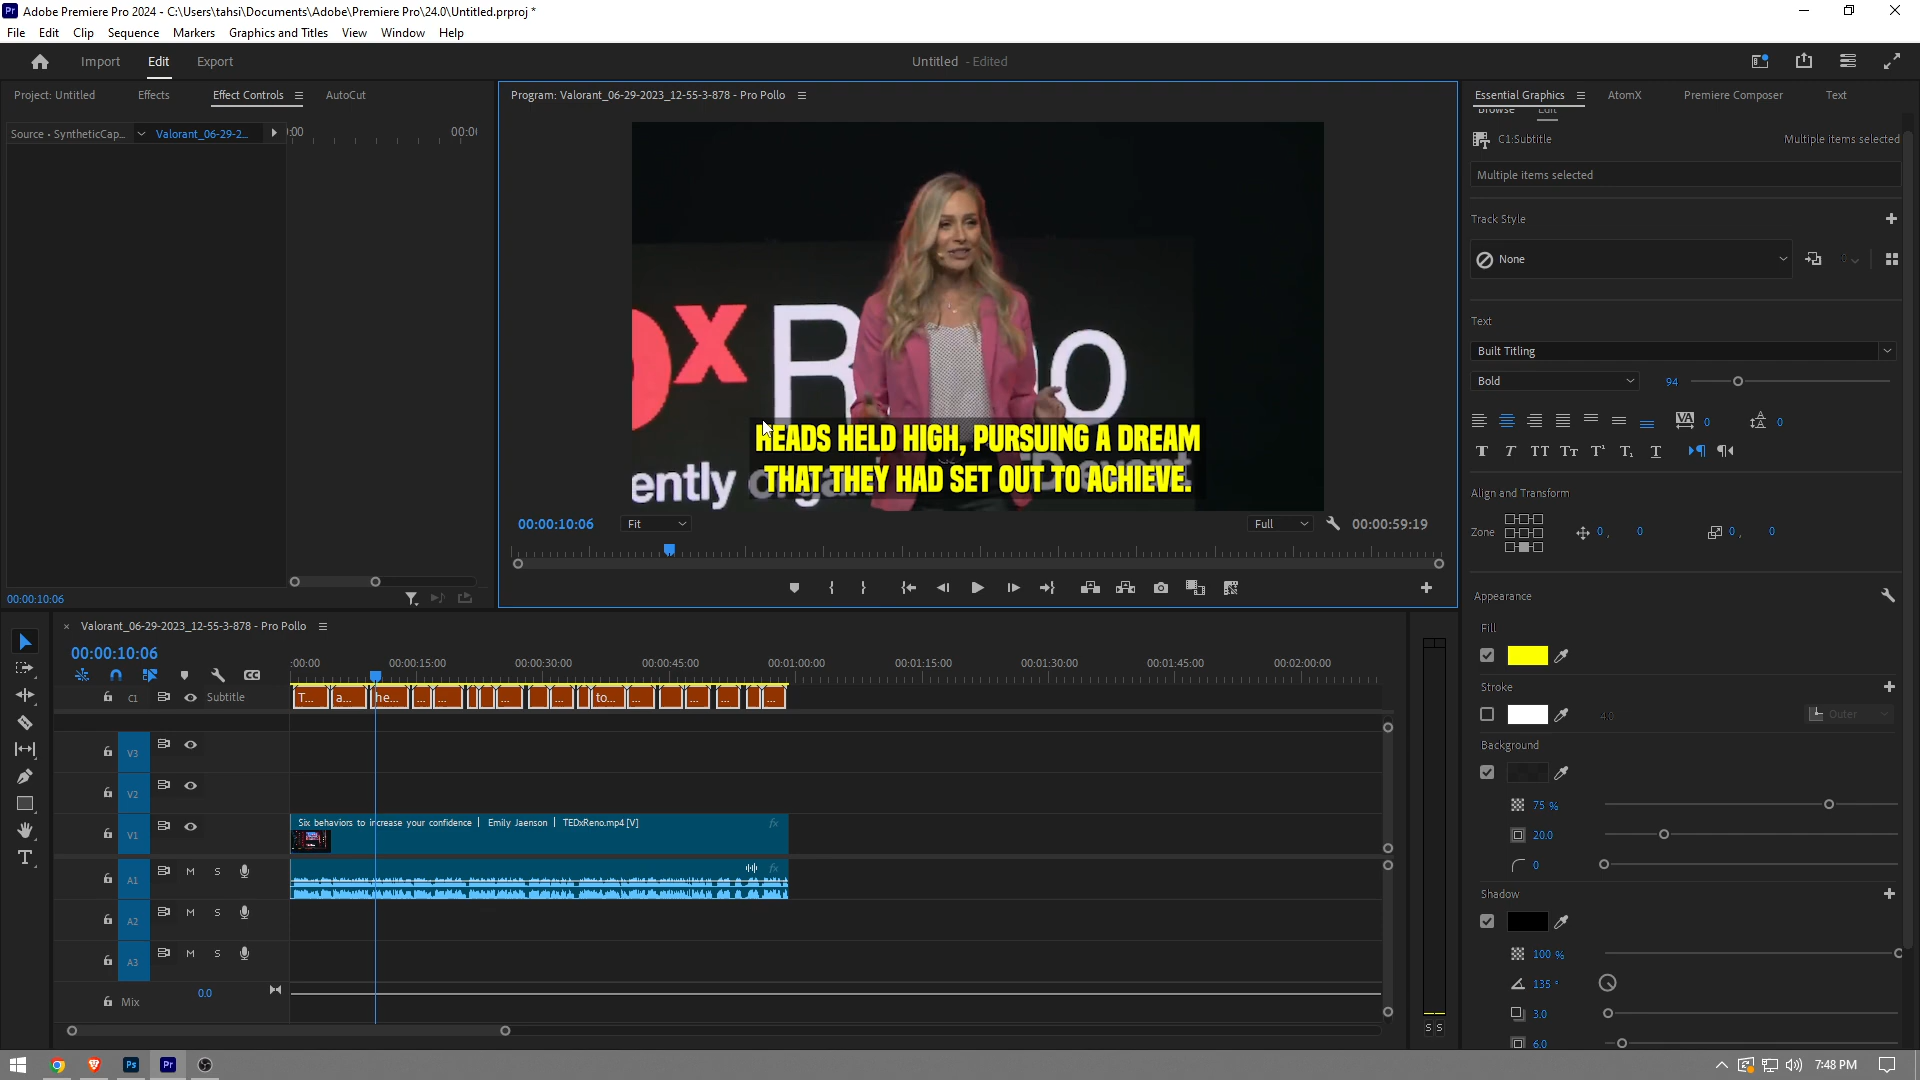 Adobe Premiere Pro 2024 - C:\Users\tahsi\Documents\Adobe\Premiere Pro\24.0\Untitled.prproj *
File Edit Clip Sequence Markers Graphics and Titles View Window Help
Import Edit Export
Untitled - Edited
Project: Untitled Effects Effect Controls AutoCut
Source • SyntheticCap... Valorant_06-29-2...
:00 00:0
00:00:10:06
Program: Valorant_06-29-2023_12-55-3-878 - Pro Pollo
HEADS HELD HIGH, PURSUING A DREAM
THAT THEY HAD SET OUT TO ACHIEVE.
00:00:10:06 Fit Full 00:00:59:19
Essential Graphics AtomX Premiere Composer Text
Browse Edit
C1:Subtitle Multiple items selected
Multiple items selected
Track Style
None
Text
Built Titling
Bold 94
0 0
Align and Transform
Zone 0, 0 0, 0
Appearance
Fill
Stroke
4.0 Outer
Background
75 %
20.0
0
Shadow
100 %
135 °
3.0
6.0
Valorant_06-29-2023_12-55-3-878 - Pro Pollo
00:00:10:06
:00:00 00:00:15:00 00:00:30:00 00:00:45:00 00:01:00:00 00:01:15:00 00:01:30:00 00:01:45:00 00:02:00:00
C1 Subtitle T... a... he... ... ... ... ... to... ... ... ... ... ...
V3
V2
V1 Six behaviors to increase your confidence | Emily Jaenson | TEDxReno.mp4 [V] fx
A1 M S fx
A2 M S
A3 M S
Mix 0.0
S S
7:48 PM